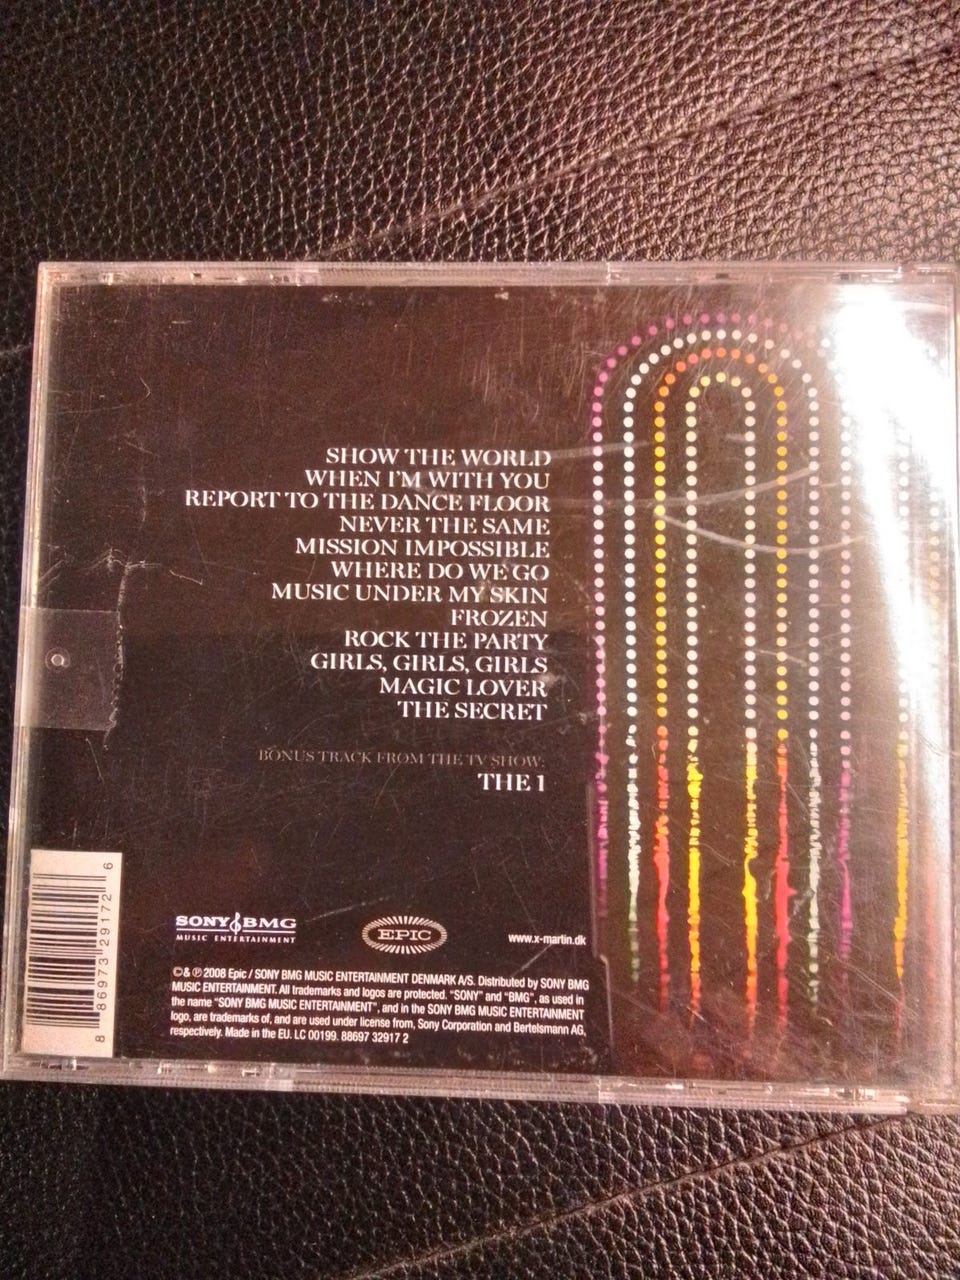 SHOW THE WORLD
WHEN I'M WITH YOU
REPORT TO THE DANCE FLOOR
NEVER THE SAME
MISSION IMPOSSIBLE
WHERE DO WE GO
MUSIC UNDER MY SKIN
FROZEN
ROCK THE PARTY
GIRLS, GIRLS, GIRLS
MAGIC LOVER
THE SECRET
BONUS TRACK FROM THE TV SHOW:
THE 1
8 86973 29172 6
SONY BMG
MUSIC ENTERTAINMENT
EPIC
www.x-martin.dk
©& ℗ 2008 Epic / SONY BMG MUSIC ENTERTAINMENT DENMARK A/S. Distributed by SONY BMG
MUSIC ENTERTAINMENT. All trademarks and logos are protected. "SONY" and "BMG", as used in
the name "SONY BMG MUSIC ENTERTAINMENT", and in the SONY BMG MUSIC ENTERTAINMENT
logo, are trademarks of, and are used under license from, Sony Corporation and Bertelsmann AG,
respectively. Made in the EU. LC 00199. 88697 32917 2